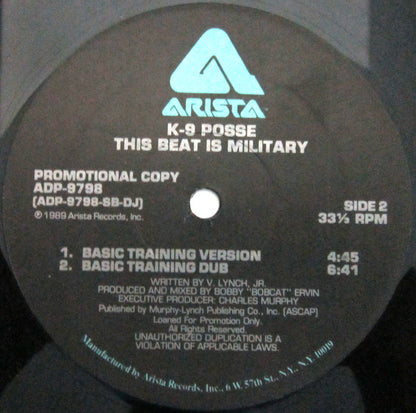 ARISTA
K-9 POSSE
THIS BEAT IS MILITARY
PROMOTIONAL COPY
ADP-9798
(ADP-9798-SB-DJ)
℗ 1989 Arista Records, Inc.
SIDE 2
33⅓ RPM
1. BASIC TRAINING VERSION 4:45
2. BASIC TRAINING DUB 6:41
WRITTEN BY V. LYNCH, JR.
PRODUCED AND MIXED BY BOBBY "BOBCAT" ERVIN
EXECUTIVE PRODUCER: CHARLES MURPHY
Published by Murphy-Lynch Publishing Co., Inc. [ASCAP]
Loaned For Promotion Only.
All Rights Reserved.
UNAUTHORIZED DUPLICATION IS A
VIOLATION OF APPLICABLE LAWS.
Manufactured by Arista Records, Inc., 6 W. 57th St., N.Y., N.Y. 10019